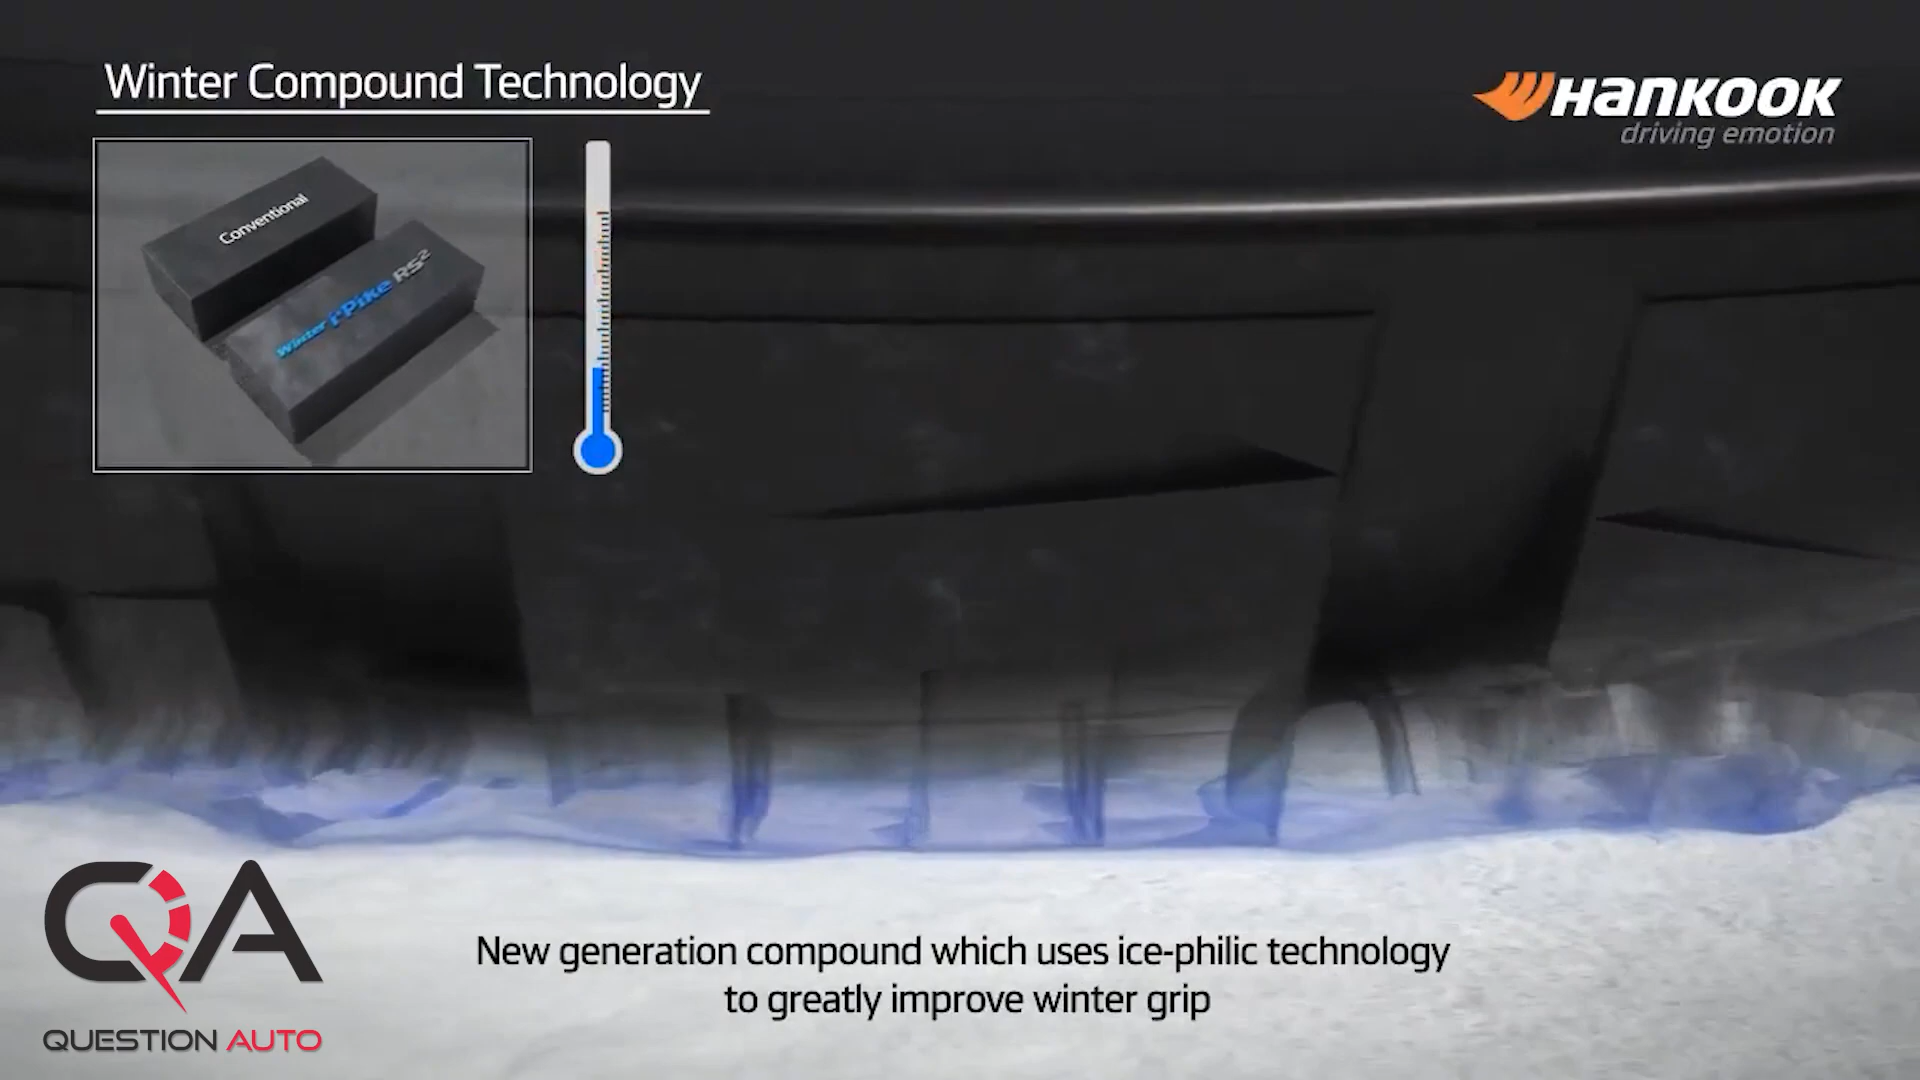 Winter Compound Technology
HANKOOK
driving emotion
Conventional
Winter i*Pike RS2
New generation compound which uses ice-philic technology
to greatly improve winter grip
QA
QUESTION AUTO